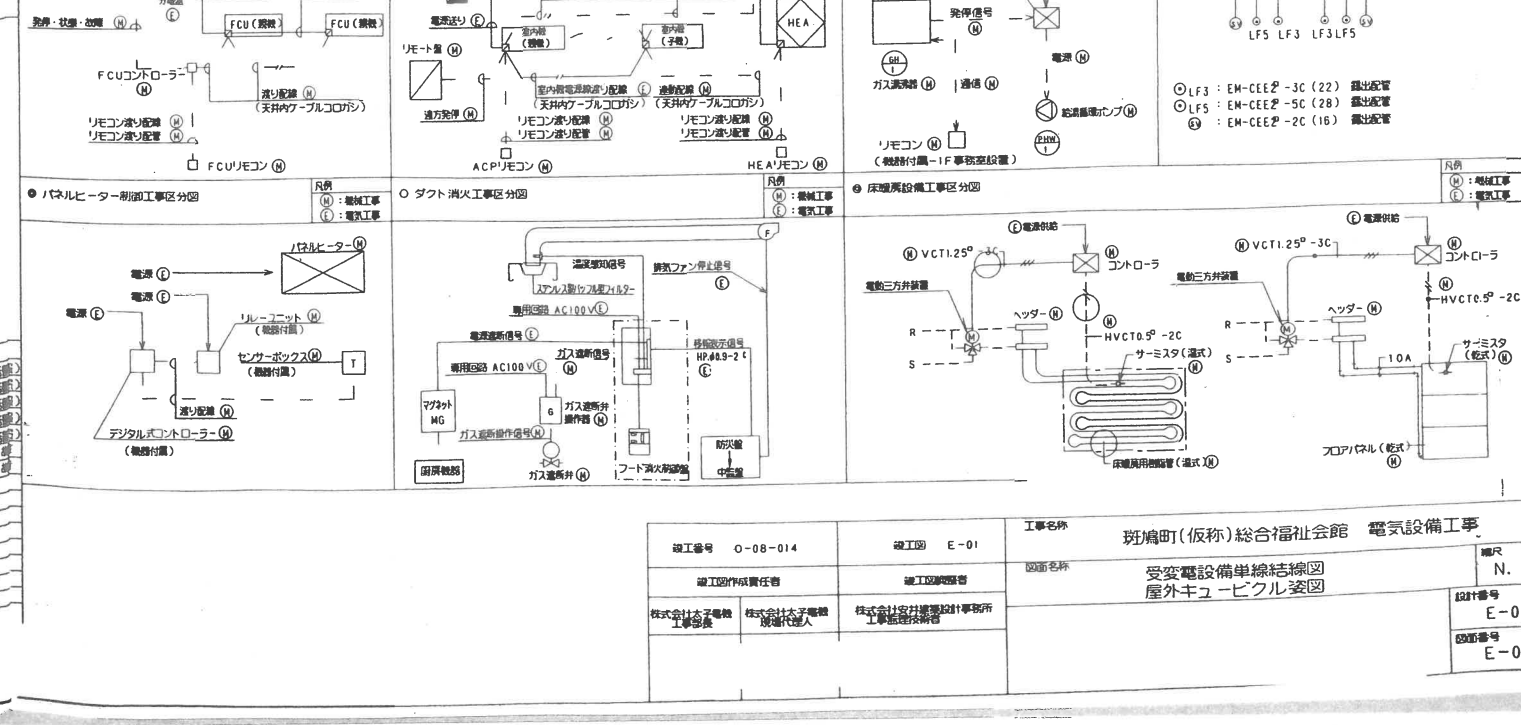 発停・状態・故障 Ⓜ
Ⓔ
FCU(親機)
FCU(親機)
FCUコントローラー
Ⓜ
渡り配線 Ⓜ
(天井内ケーブルコロガシ)
リモコン渡り配線 Ⓜ
リモコン渡り配管 Ⓜ
FCUリモコン Ⓜ
電源送り Ⓔ
室内機
(親機)
室内機
(子機)
HEA
リモート盤 Ⓜ
遠方発停 Ⓜ
室内機電源線渡り配線 Ⓔ
(天井内ケーブルコロガシ)
連動配線 Ⓜ
(天井内ケーブルコロガシ)
リモコン渡り配線 Ⓜ
リモコン渡り配管 Ⓜ
リモコン渡り配線 Ⓜ
リモコン渡り配管 Ⓜ
ACPリモコン Ⓜ
HEAリモコン Ⓜ
発停信号
Ⓜ
電源 Ⓜ
GH
1
ガス湯沸器 Ⓜ
通信 Ⓜ
給湯循環ポンプ Ⓜ
PHW
1
リモコン Ⓜ
(機器付属-1F事務室設置)
LF5 LF3 LF3 LF5
LF3 : EM-CEE2□ -3C (22) 露出配管
LF5 : EM-CEE2□ -5C (28) 露出配管
EV : EM-CEE2□ -2C (16) 露出配管
パネルヒーター制御工事区分図
凡例
Ⓜ : 機械工事
Ⓔ : 電気工事
ダクト消火工事区分図
凡例
Ⓜ : 機械工事
Ⓔ : 電気工事
床暖房設備工事区分図
凡例
Ⓜ : 機械工事
Ⓔ : 電気工事
パネルヒーター Ⓜ
電源 Ⓔ
電源 Ⓔ
電源 Ⓔ
リレーユニット Ⓜ
(機器付属)
センサーボックス Ⓜ
(機器付属)
T
渡り配線 Ⓜ
デジタル式コントローラー Ⓜ
(機器付属)
F
温度感知信号
ステンレス製バッフル型フィルター
排気ファン停止信号
Ⓔ
専用回路 AC100V Ⓔ
電源遮断信号 Ⓔ
専用回路 AC100V Ⓔ
ガス遮断信号
Ⓜ
移報表示信号
HP.φ0.9-2C
Ⓔ
マグネット
MG
G
ガス遮断弁
操作器 Ⓜ
ガス遮断操作信号 Ⓜ
ガス遮断弁 Ⓜ
厨房機器
フード消火制御盤
防災盤
中告盤
Ⓔ 電源供給
Ⓜ VCT1.25□ -3C
Ⓜ
コントローラ
電動三方弁装置
ヘッダー Ⓜ
M
R
S
Ⓜ
HVCT0.5□ -2C
サーミスタ(湿式)
Ⓜ
床暖房用樹脂管(湿式) Ⓜ
Ⓔ 電源供給
Ⓜ VCT1.25□ -3C
Ⓜ
コントローラ
電動三方弁装置
Ⓜ
HVCT0.5□ -2C
ヘッダー Ⓜ
M
R
S
10A
サーミスタ
(乾式) Ⓜ
フロアパネル(乾式)
Ⓜ
竣工番号 O-08-014
竣工図 E-01
竣工図作成責任者
竣工図調整者
株式会社太子電機
工事部長
株式会社太子電機
現場代理人
株式会社安井建築設計事務所
工事監理技術者
工事名称
斑鳩町(仮称)総合福祉会館 電気設備工事
図面名称
受変電設備単線結線図
屋外キュービクル姿図
縮尺
N.
設計番号
E-0
図面番号
E-0